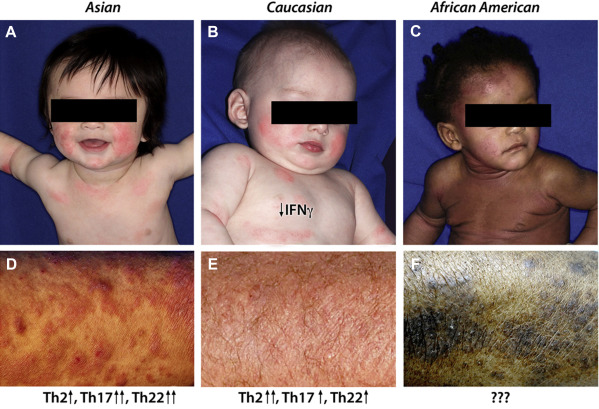 Asian Caucasian African American
A B C
↓IFNγ
D E F
Th2↑, Th17↑↑, Th22↑↑ Th2↑↑, Th17↑, Th22↑ ???